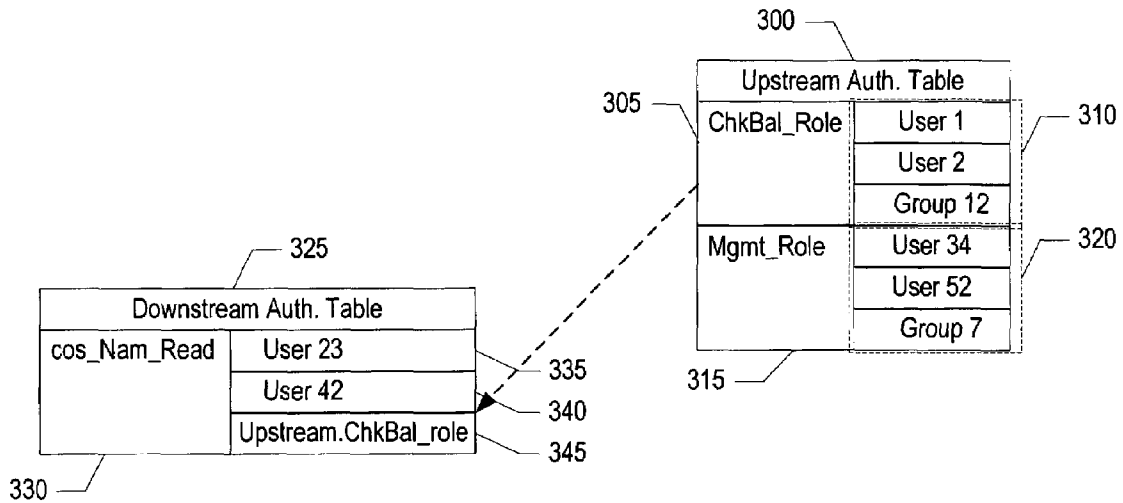 300
Upstream Auth. Table
305
ChkBal_Role
User 1
310
User 2
Group 12
Mgmt_Role
User 34
320
User 52
Group 7
315
325
Downstream Auth. Table
cos_Nam_Read
User 23
335
User 42
340
Upstream.ChkBal_role
345
330